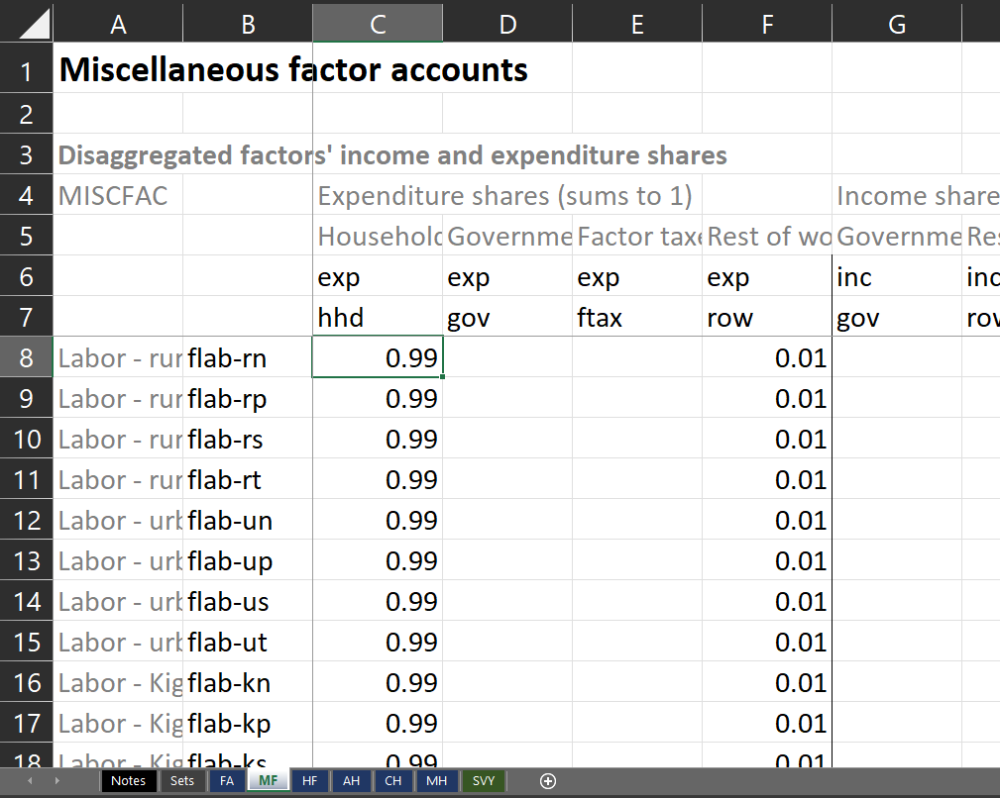 A B C D E F G
1 Miscellaneous factor accounts
2
3 Disaggregated factors' income and expenditure shares
4 MISCFAC Expenditure shares (sums to 1) Income share
5 Household Governme Factor taxe Rest of wo Governme Res
6 exp exp exp exp inc inc
7 hhd gov ftax row gov row
8 Labor - rur flab-rn 0.99 0.01
9 Labor - rur flab-rp 0.99 0.01
10 Labor - rur flab-rs 0.99 0.01
11 Labor - rur flab-rt 0.99 0.01
12 Labor - urb flab-un 0.99 0.01
13 Labor - urb flab-up 0.99 0.01
14 Labor - urb flab-us 0.99 0.01
15 Labor - urb flab-ut 0.99 0.01
16 Labor - Kig flab-kn 0.99 0.01
17 Labor - Kig flab-kp 0.99 0.01
18 Labor - Kig flab-ks 0.99 0.01
Notes Sets FA MF HF AH CH MH SVY